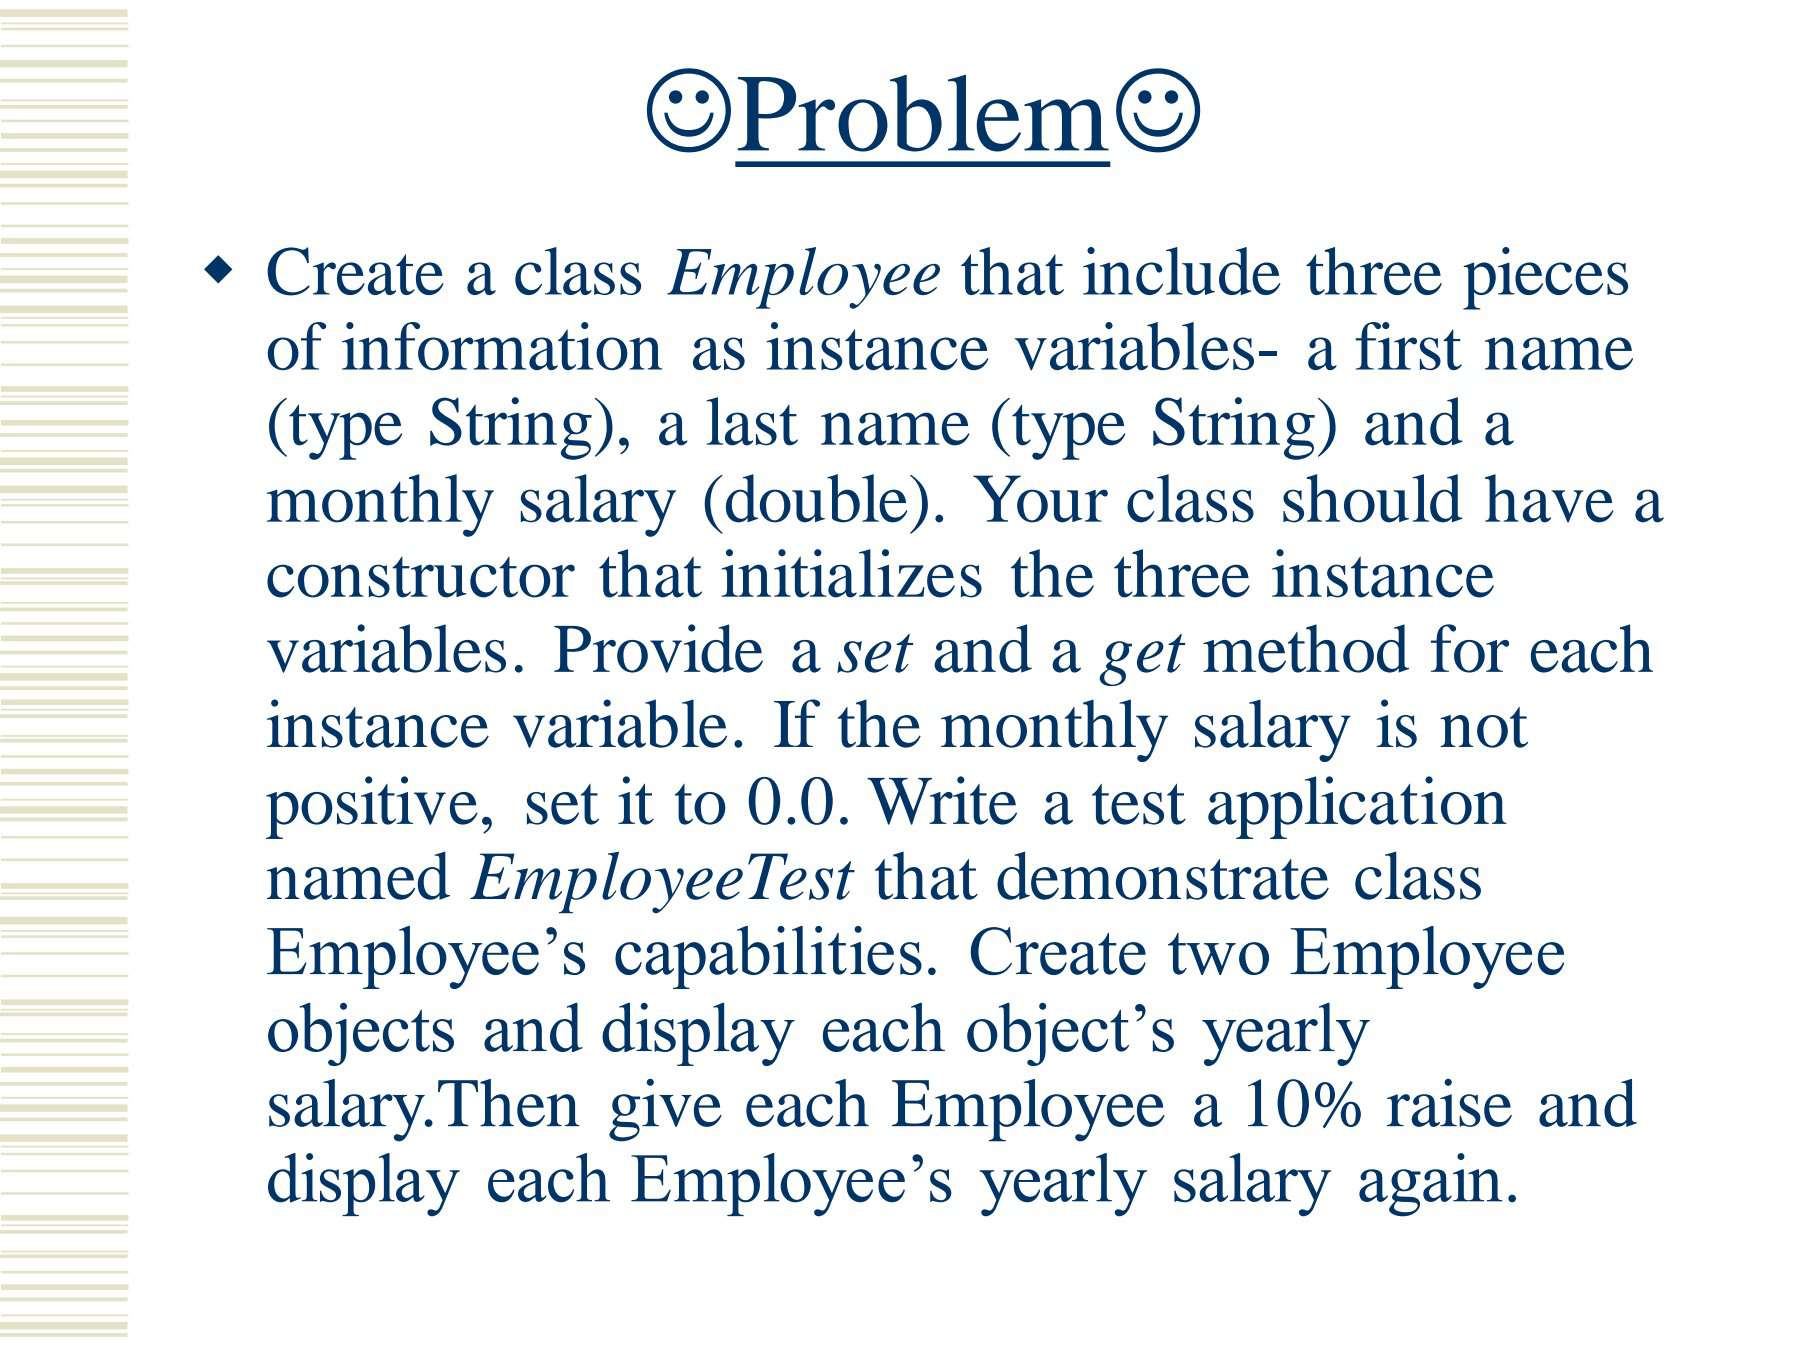 ☺Problem☺
◆ Create a class Employee that include three pieces
of information as instance variables- a first name
(type String), a last name (type String) and a
monthly salary (double). Your class should have a
constructor that initializes the three instance
variables. Provide a set and a get method for each
instance variable. If the monthly salary is not
positive, set it to 0.0. Write a test application
named EmployeeTest that demonstrate class
Employee’s capabilities. Create two Employee
objects and display each object’s yearly
salary.Then give each Employee a 10% raise and
display each Employee’s yearly salary again.